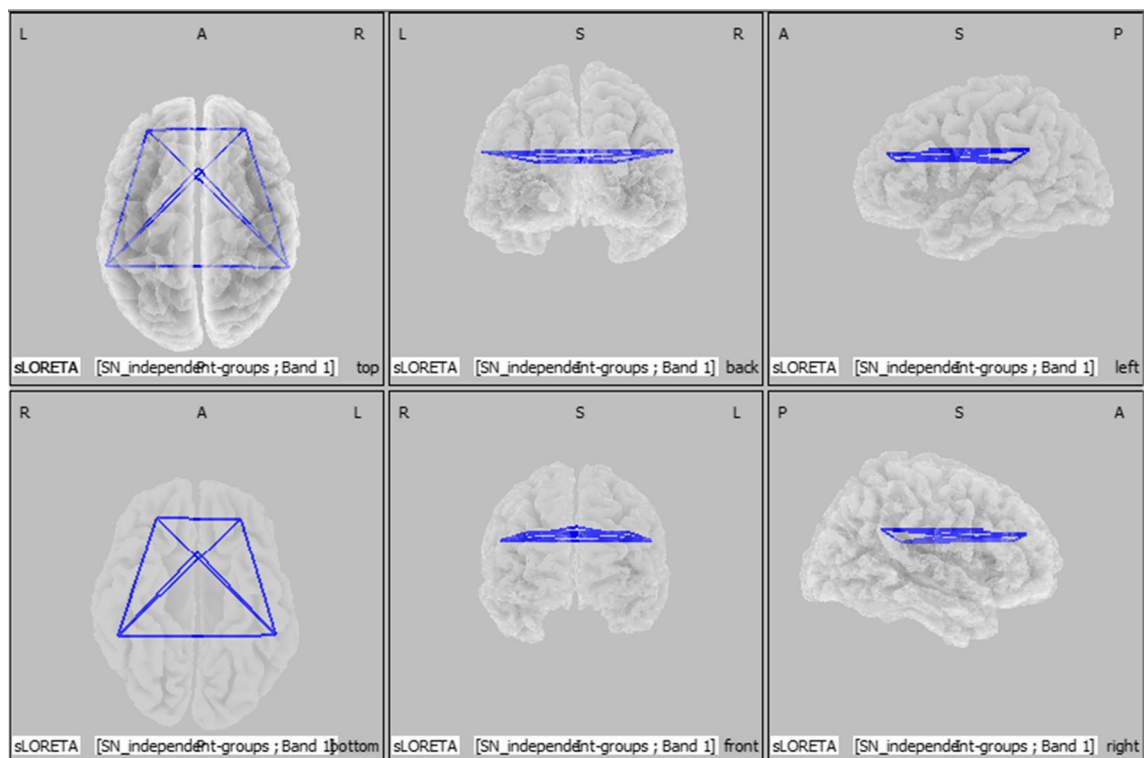 L A R
sLORETA [SN_independent-groups ; Band 1] top
L S R
sLORETA [SN_independent-groups ; Band 1] back
A S P
sLORETA [SN_independent-groups ; Band 1] left
R A L
sLORETA [SN_independent-groups ; Band 1] bottom
R S L
sLORETA [SN_independent-groups ; Band 1] front
P S A
sLORETA [SN_independent-groups ; Band 1] right